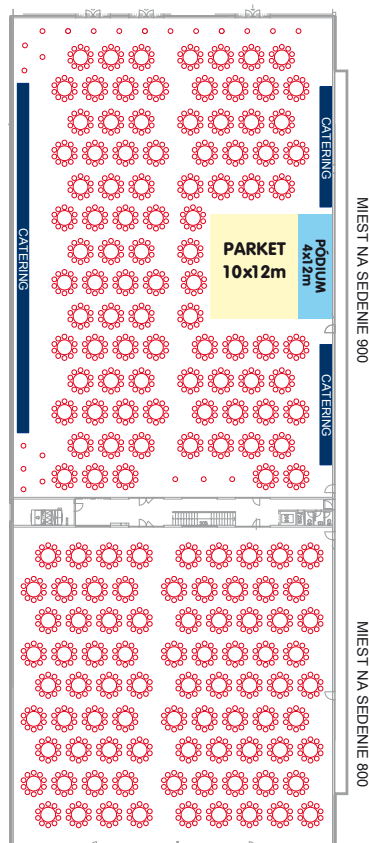 CATERING
CATERING
PARKET
10x12m
PÓDIUM
4x12m
CATERING
MIEST NA SEDENIE 900
MIEST NA SEDENIE 800